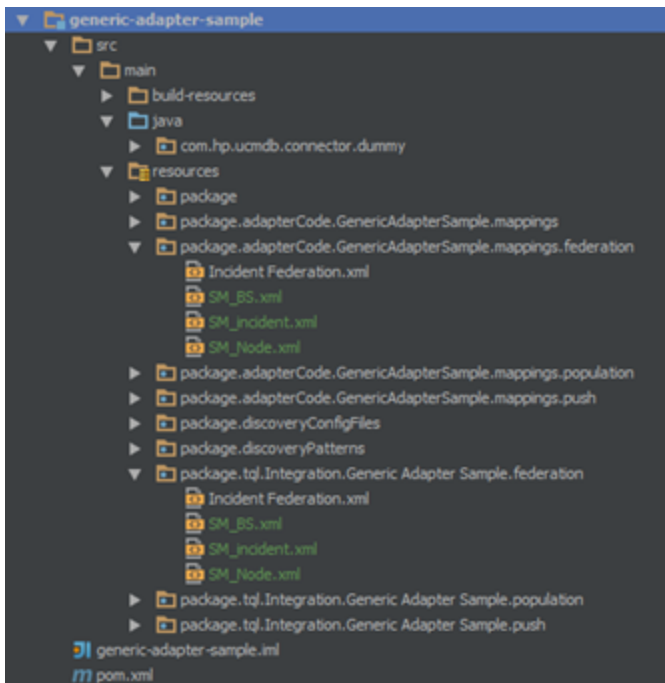 generic-adapter-sample
src
main
build-resources
java
com.hp.ucmdb.connector.dummy
resources
package
package.adapterCode.GenericAdapterSample.mappings
package.adapterCode.GenericAdapterSample.mappings.federation
Incident Federation.xml
SM_BS.xml
SM_incident.xml
SM_Node.xml
package.adapterCode.GenericAdapterSample.mappings.population
package.adapterCode.GenericAdapterSample.mappings.push
package.discoveryConfigFiles
package.discoveryPatterns
package.tql.Integration.Generic Adapter Sample.federation
Incident Federation.xml
SM_BS.xml
SM_incident.xml
SM_Node.xml
package.tql.Integration.Generic Adapter Sample.population
package.tql.Integration.Generic Adapter Sample.push
generic-adapter-sample.iml
pom.xml